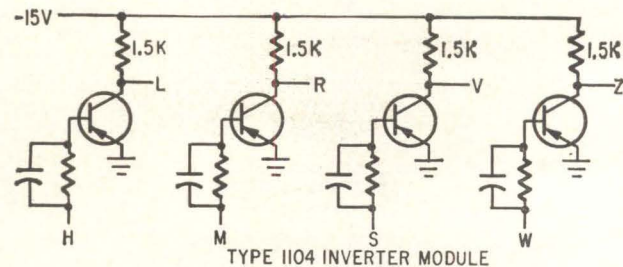 -15V
1.5K 1.5K 1.5K 1.5K
L R V Z
H M S W
TYPE 1104 INVERTER MODULE